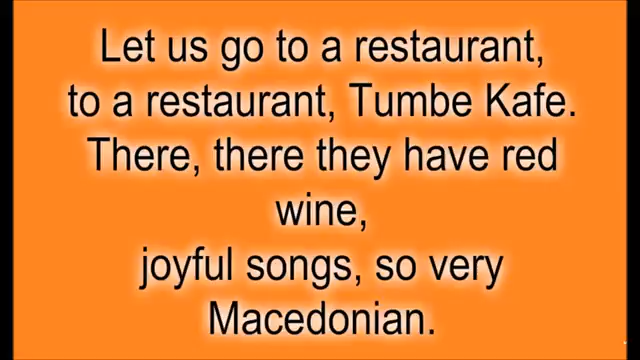 Let us go to a restaurant,
to a restaurant, Tumbe Kafe.
There, there they have red
wine,
joyful songs, so very
Macedonian.